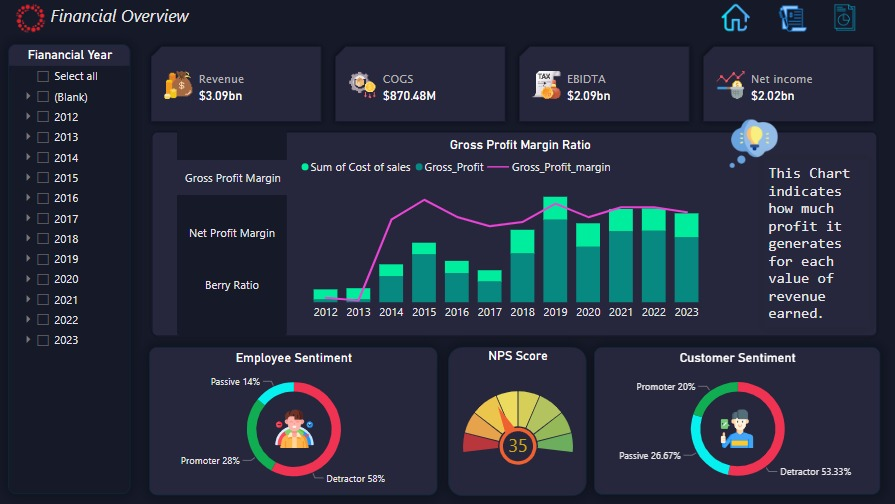 Financial Overview
Fianancial Year
Select all
(Blank)
2012
2013
2014
2015
2016
2017
2018
2019
2020
2021
2022
2023
Revenue
$3.09bn
COGS
$870.48M
TAX
EBIDTA
$2.09bn
Net income
$2.02bn
Gross Profit Margin
Net Profit Margin
Berry Ratio
Gross Profit Margin Ratio
Sum of Cost of sales Gross_Profit Gross_Profit_margin
2012 2013 2014 2015 2016 2017 2018 2019 2020 2021 2022 2023
This Chart
indicates
how much
profit it
generates
for each
value of
revenue
earned.
Employee Sentiment
Passive 14%
Promoter 28%
Detractor 58%
NPS Score
35
Customer Sentiment
Promoter 20%
Passive 26.67%
Detractor 53.33%